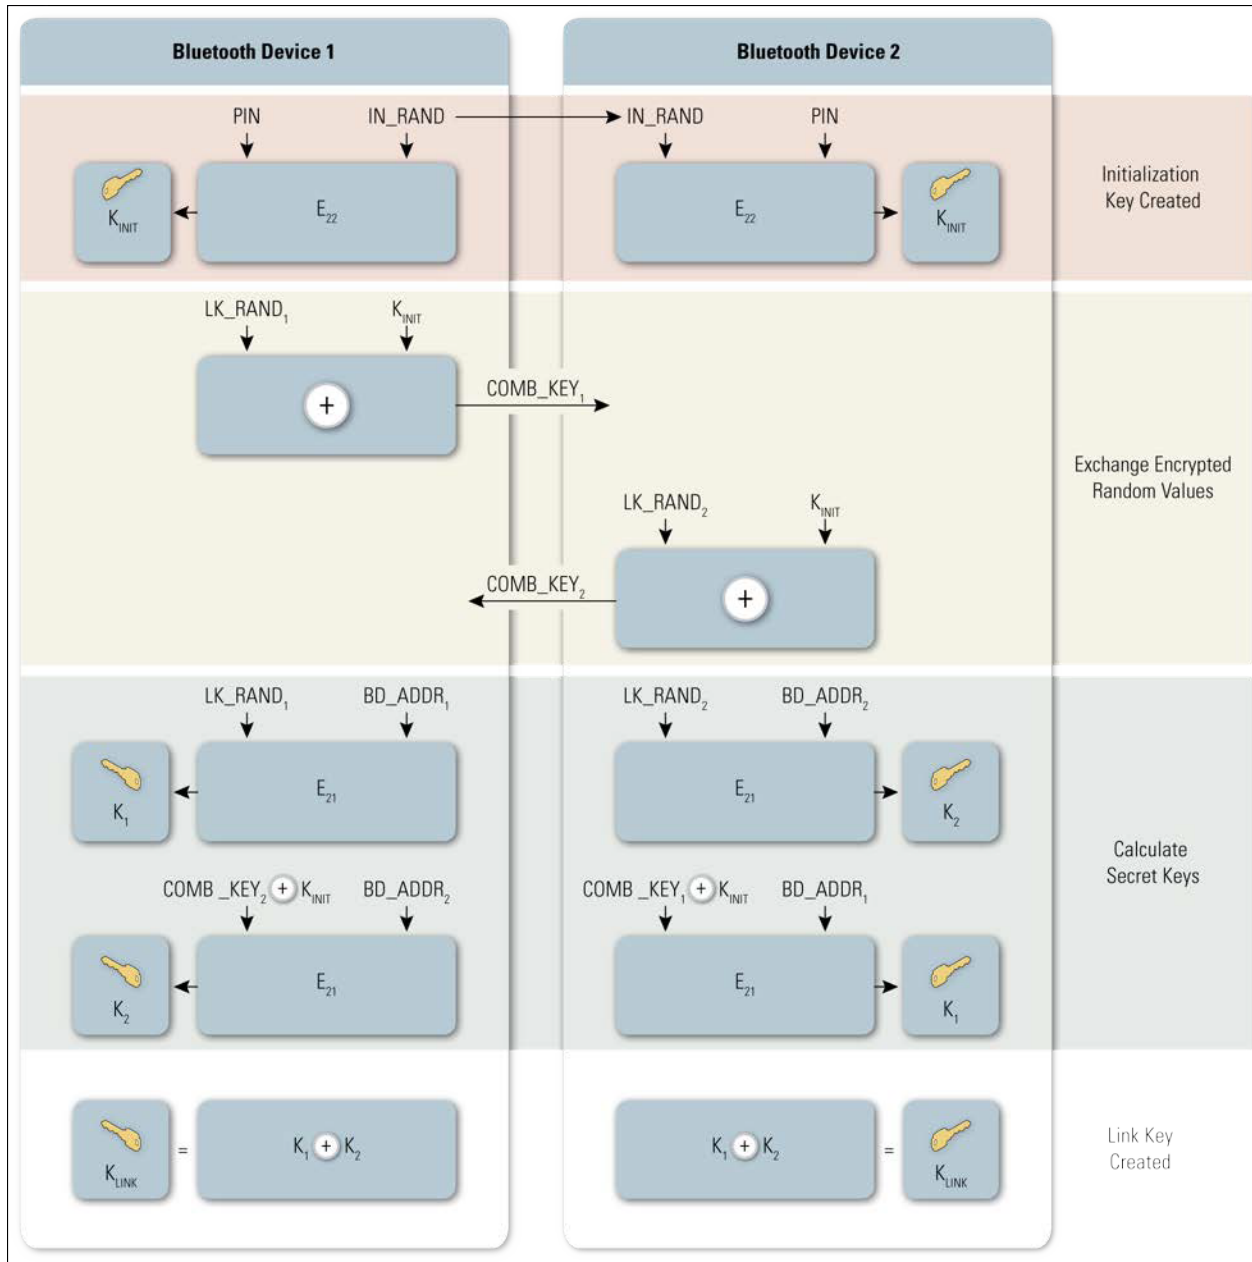 Bluetooth Device 1
Bluetooth Device 2
PIN IN_RAND IN_RAND PIN
K_INIT E_22 E_22 K_INIT
Initialization
Key Created
LK_RAND_1 K_INIT
+
COMB_KEY_1
Exchange Encrypted
Random Values
LK_RAND_2 K_INIT
+
COMB_KEY_2
LK_RAND_1 BD_ADDR_1 LK_RAND_2 BD_ADDR_2
K_1 E_21 E_21 K_2
Calculate
Secret Keys
COMB_KEY_2 + K_INIT BD_ADDR_2 COMB_KEY_1 + K_INIT BD_ADDR_1
K_2 E_21 E_21 K_1
K_LINK = K_1 + K_2 K_1 + K_2 = K_LINK
Link Key
Created